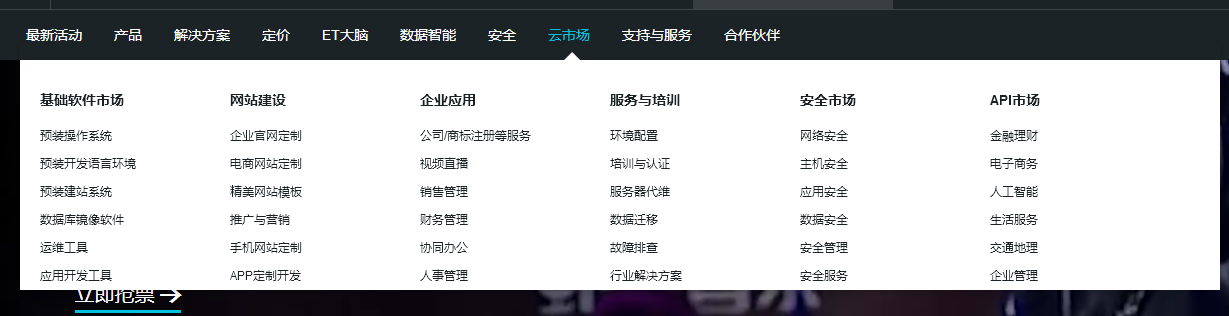 最新活动 产品 解决方案 定价 ET大脑 数据智能 安全 云市场 支持与服务 合作伙伴
基础软件市场 网站建设 企业应用 服务与培训 安全市场 API市场
预装操作系统 企业官网定制 公司/商标注册等服务 环境配置 网络安全 金融理财
预装开发语言环境 电商网站定制 视频直播 培训与认证 主机安全 电子商务
预装建站系统 精美网站模板 销售管理 服务器代维 应用安全 人工智能
数据库镜像软件 推广与营销 财务管理 数据迁移 数据安全 生活服务
运维工具 手机网站定制 协同办公 故障排查 安全管理 交通地理
应用开发工具 APP定制开发 人事管理 行业解决方案 安全服务 企业管理
立即抢票